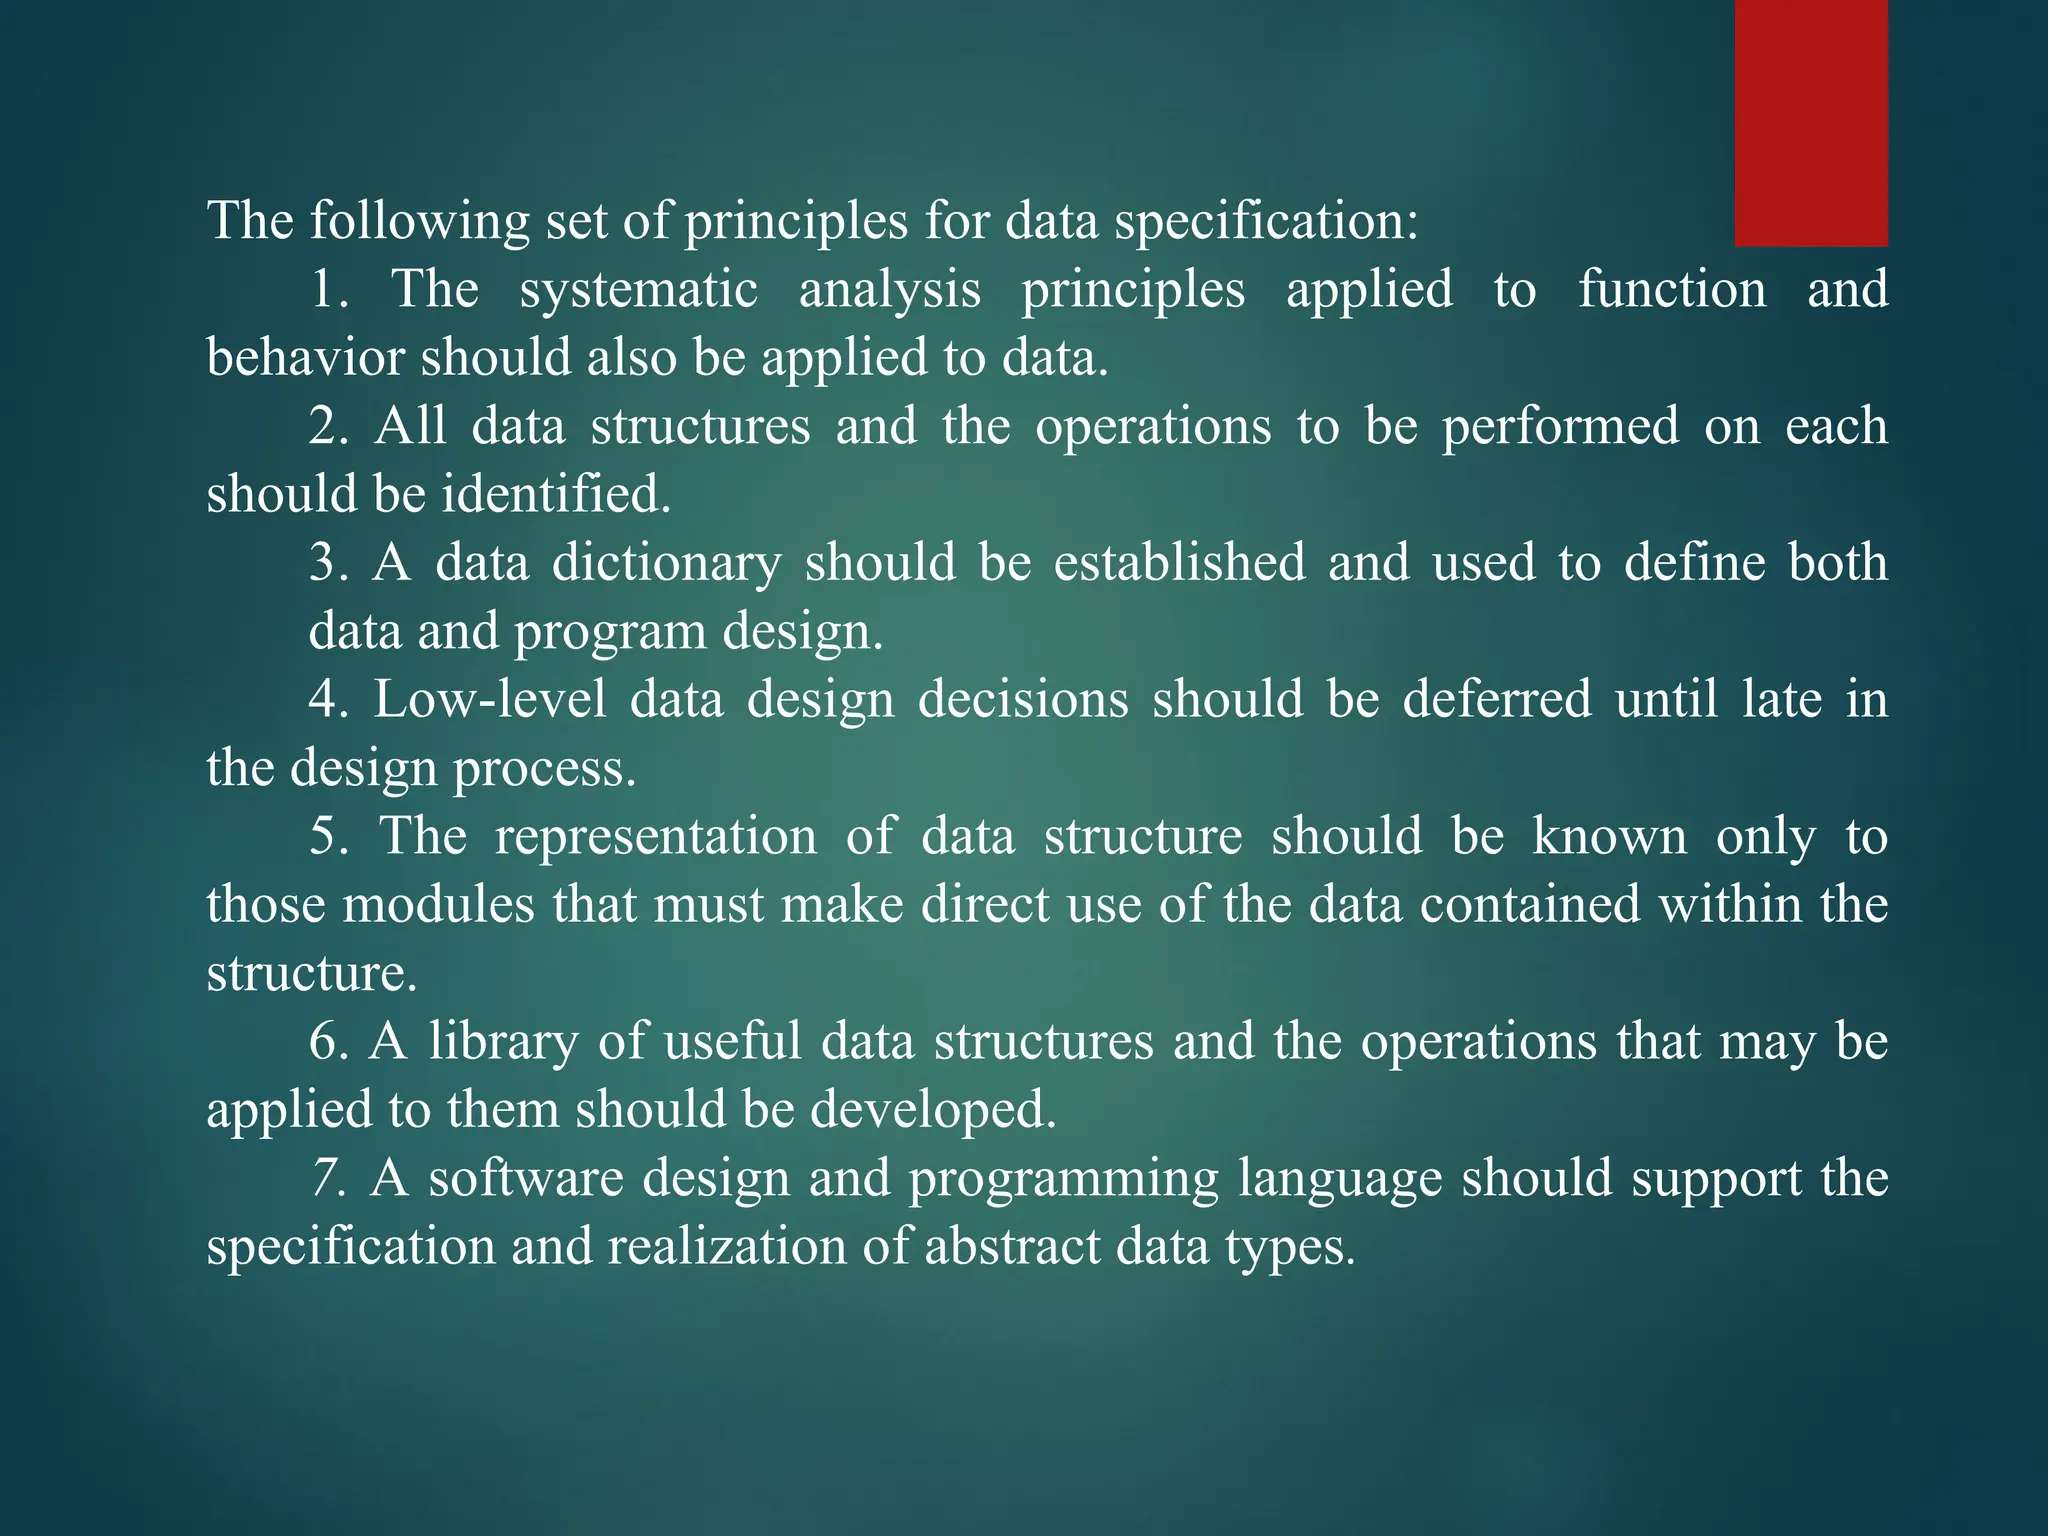 The following set of principles for data specification:
1. The systematic analysis principles applied to function and
behavior should also be applied to data.
2. All data structures and the operations to be performed on each
should be identified.
3. A data dictionary should be established and used to define both
data and program design.
4. Low-level data design decisions should be deferred until late in
the design process.
5. The representation of data structure should be known only to
those modules that must make direct use of the data contained within the
structure.
6. A library of useful data structures and the operations that may be
applied to them should be developed.
7. A software design and programming language should support the
specification and realization of abstract data types.